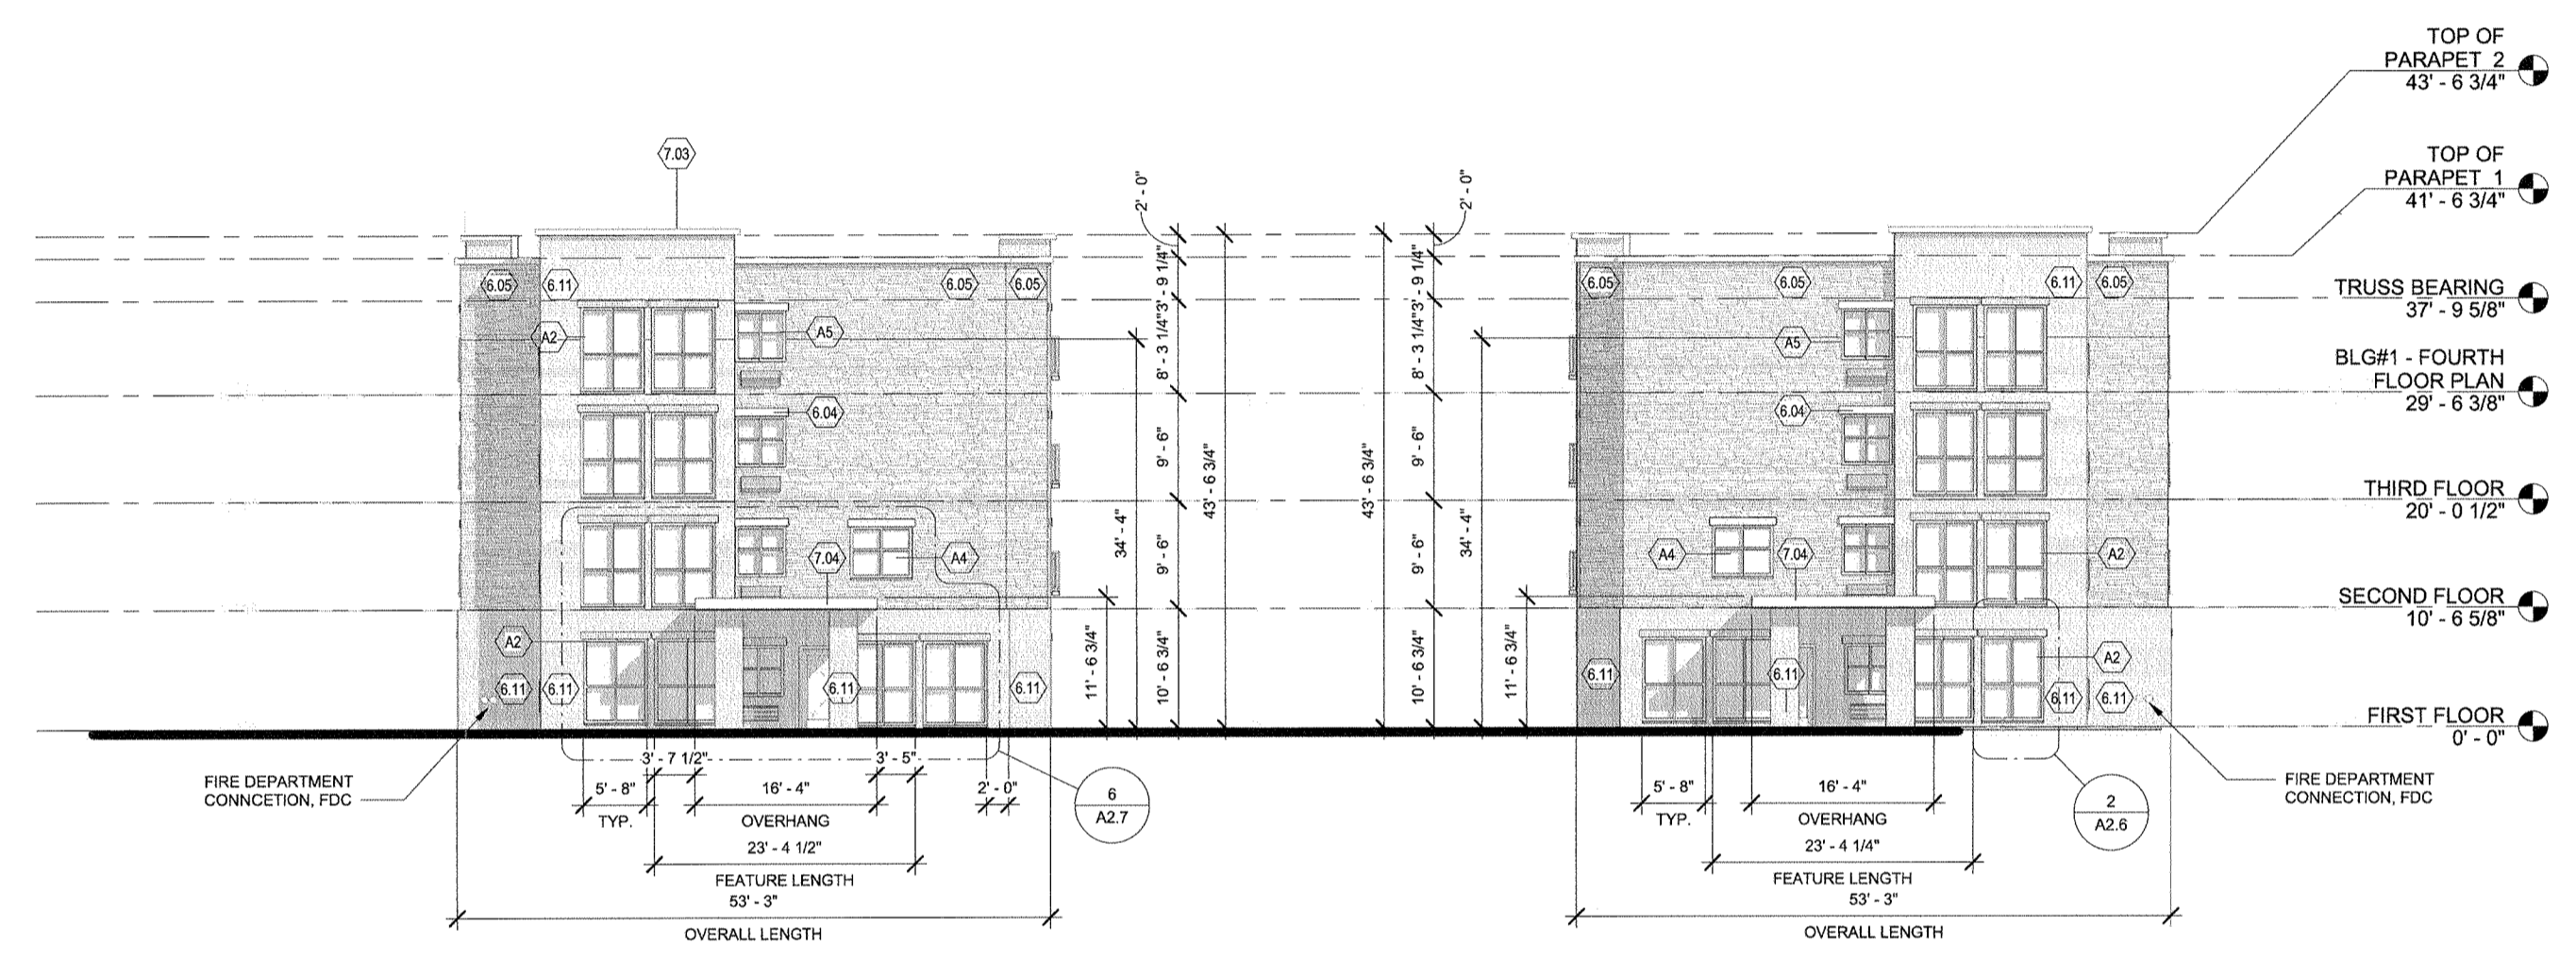 TOP OF
PARAPET 2
43' - 6 3/4"
TOP OF
PARAPET 1
41' - 6 3/4"
TRUSS BEARING
37' - 9 5/8"
BLG#1 - FOURTH
FLOOR PLAN
29' - 6 3/8"
THIRD FLOOR
20' - 0 1/2"
SECOND FLOOR
10' - 6 5/8"
FIRST FLOOR
0' - 0"
7.03
6.05
6.11
6.05
6.05
A2
A5
6.04
7.04
A4
A2
6.11
6.11
6.11
6.11
FIRE DEPARTMENT
CONNCETION, FDC
3' - 7 1/2"
3' - 5"
5' - 8"
16' - 4"
2' - 0"
TYP.
OVERHANG
23' - 4 1/2"
FEATURE LENGTH
53' - 3"
OVERALL LENGTH
6
A2.7
2' - 0"
3' - 9 1/4"
8' - 3 1/4"
9' - 6"
9' - 6"
10' - 6 3/4"
43' - 6 3/4"
34' - 4"
11' - 6 3/4"
2' - 0"
3' - 9 1/4"
8' - 3 1/4"
9' - 6"
9' - 6"
10' - 6 3/4"
43' - 6 3/4"
34' - 4"
11' - 6 3/4"
6.05
6.05
6.11
6.05
A5
6.04
A4
7.04
A2
A2
6.11
6.11
6.11
6.11
FIRE DEPARTMENT
CONNECTION, FDC
5' - 8"
16' - 4"
TYP.
OVERHANG
23' - 4 1/4"
FEATURE LENGTH
53' - 3"
OVERALL LENGTH
2
A2.6